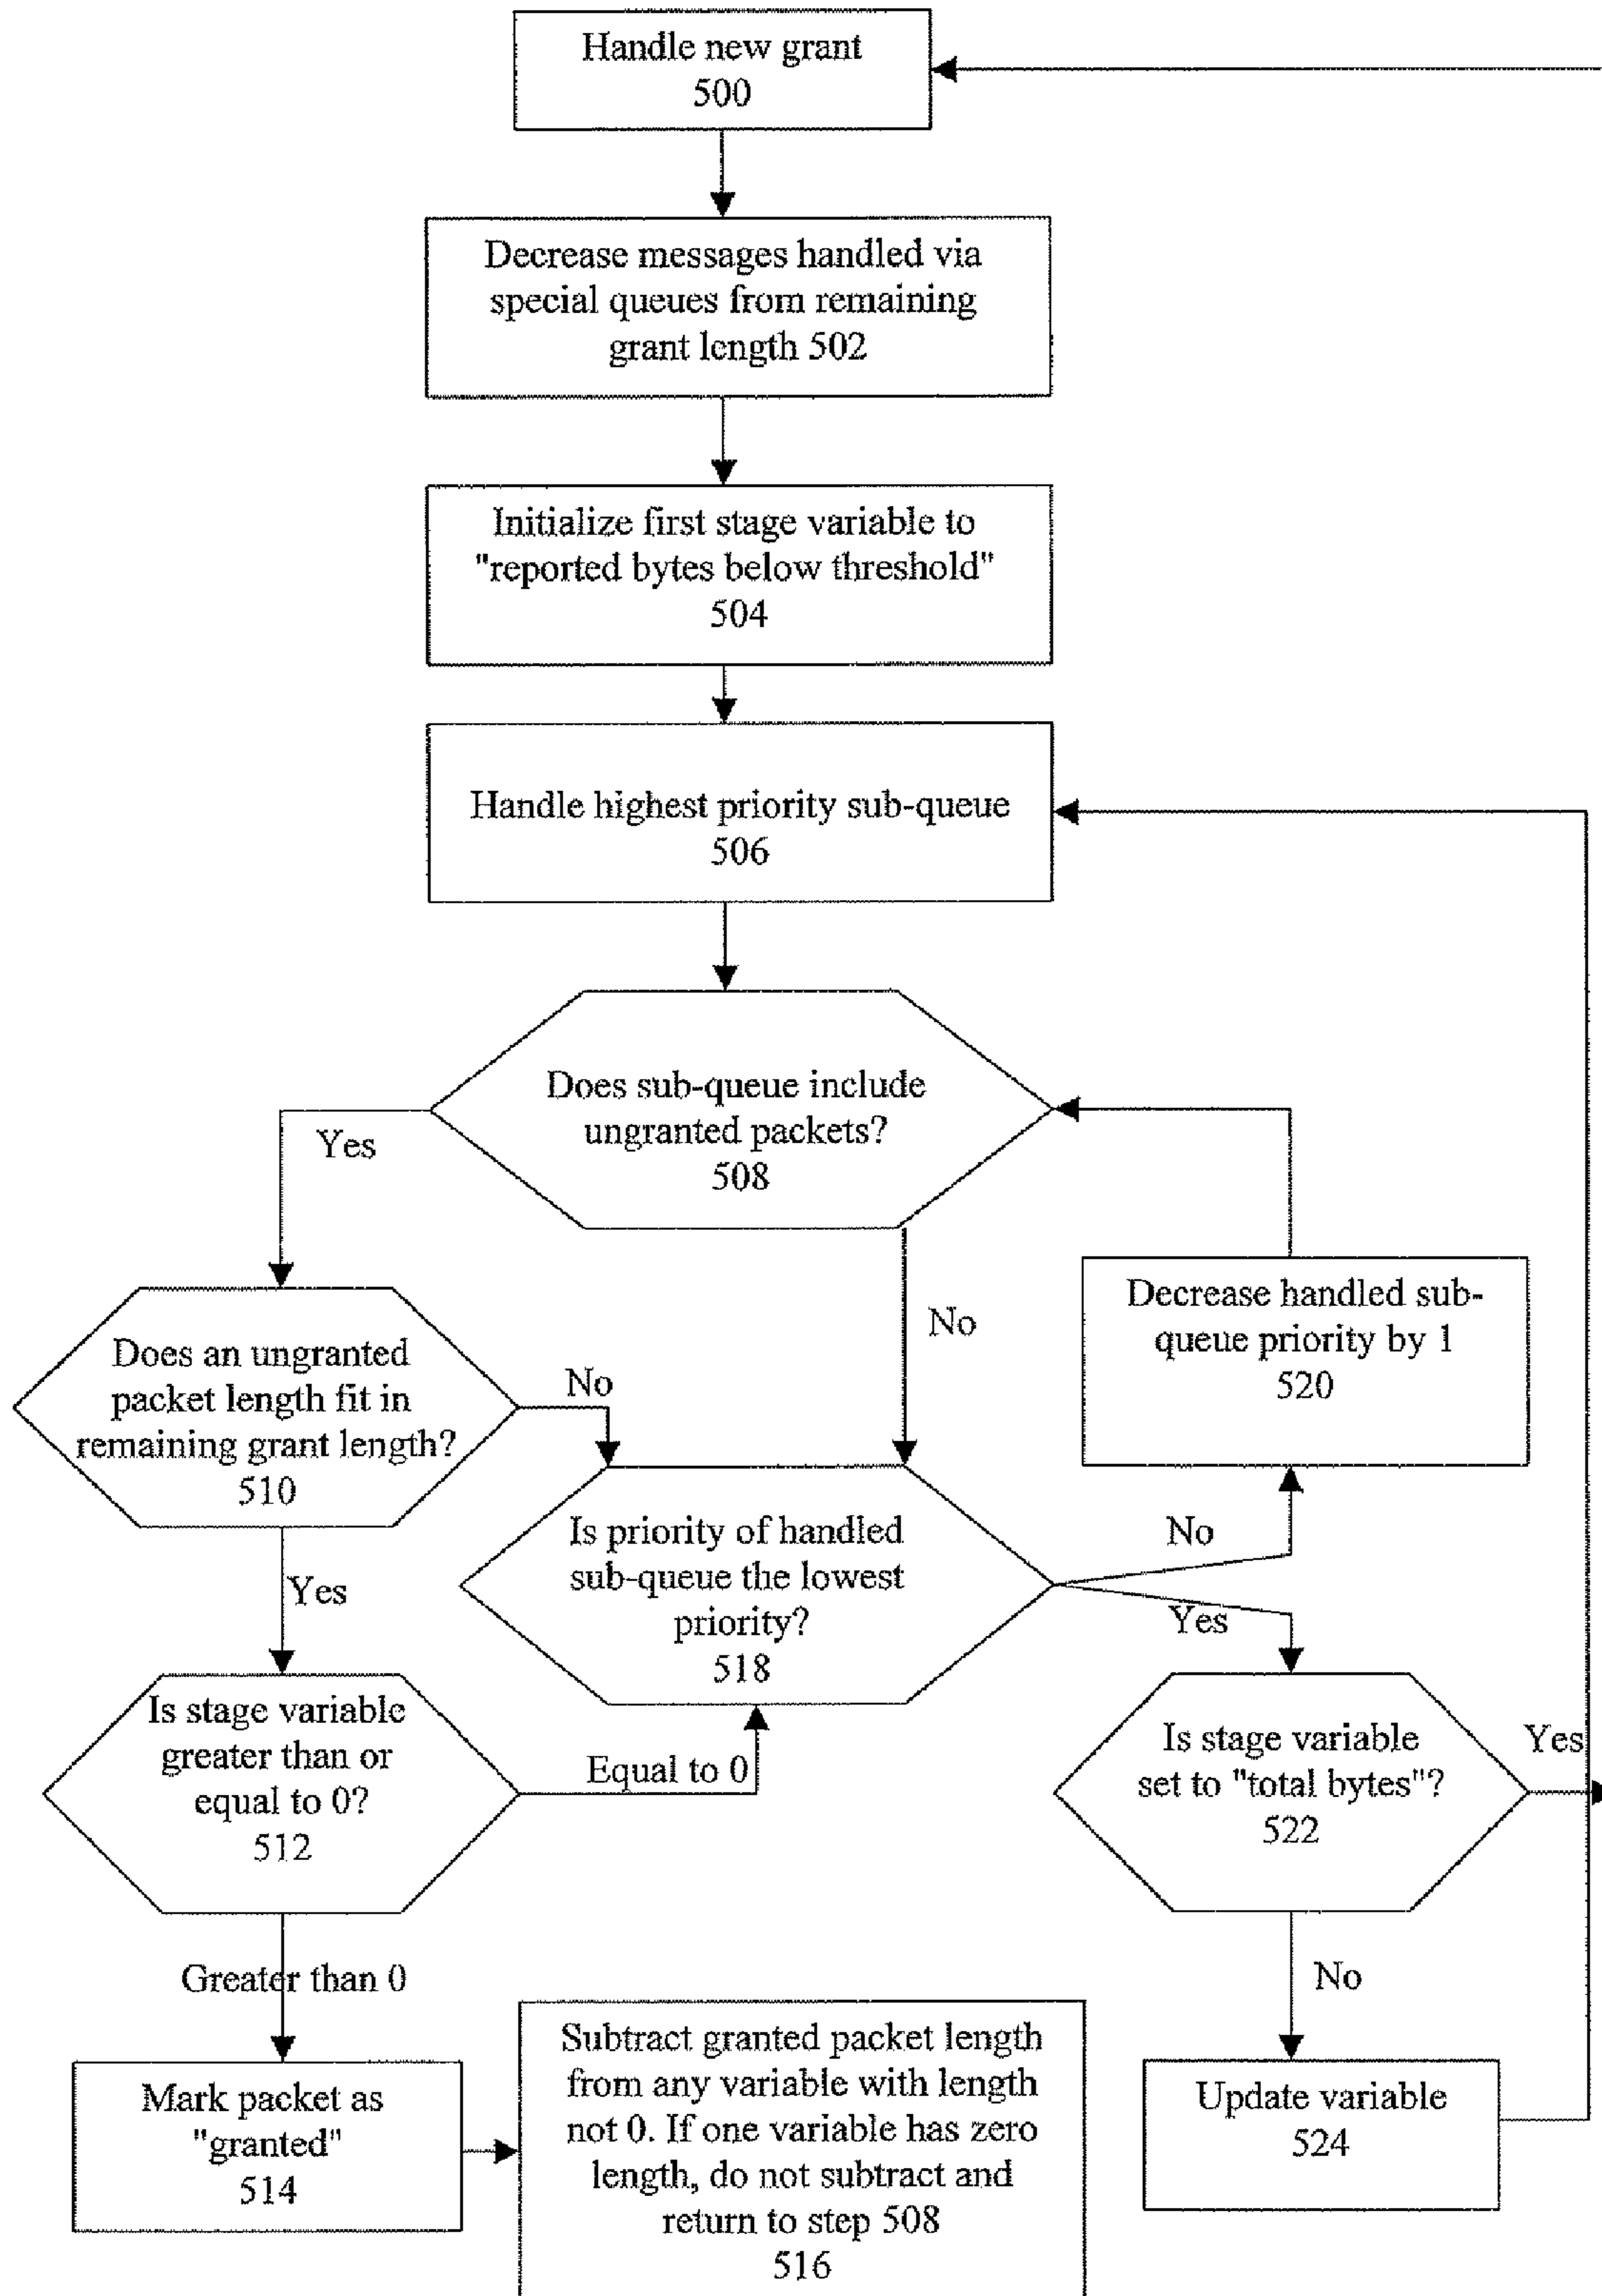 Handle new grant
500
Decrease messages handled via
special queues from remaining
grant length 502
Initialize first stage variable to
"reported bytes below threshold"
504
Handle highest priority sub-queue
506
Does sub-queue include
ungranted packets?
508
Yes
No
Decrease handled sub-
queue priority by 1
520
Does an ungranted
packet length fit in
remaining grant length?
510
No
Is priority of handled
sub-queue the lowest
priority?
518
No
Yes
Yes
Is stage variable
greater than or
equal to 0?
512
Equal to 0
Is stage variable
set to "total bytes"?
522
Yes
Greater than 0
No
Mark packet as
"granted"
514
Subtract granted packet length
from any variable with length
not 0. If one variable has zero
length, do not subtract and
return to step 508
516
Update variable
524